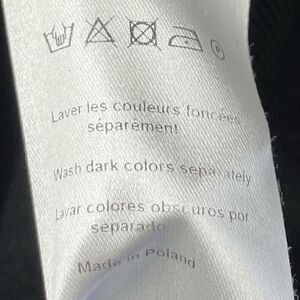 P
Laver les couleurs foncées
séparément
Wash dark colors separately
Lavar colores obscuros por
separado
Made in Poland